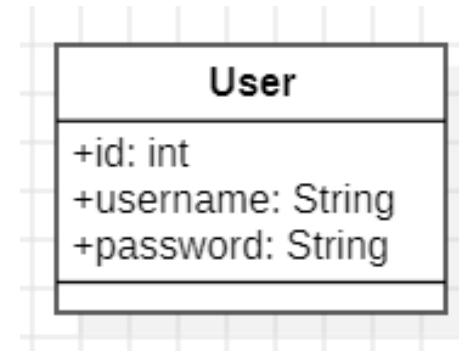 User
+id: int
+username: String
+password: String